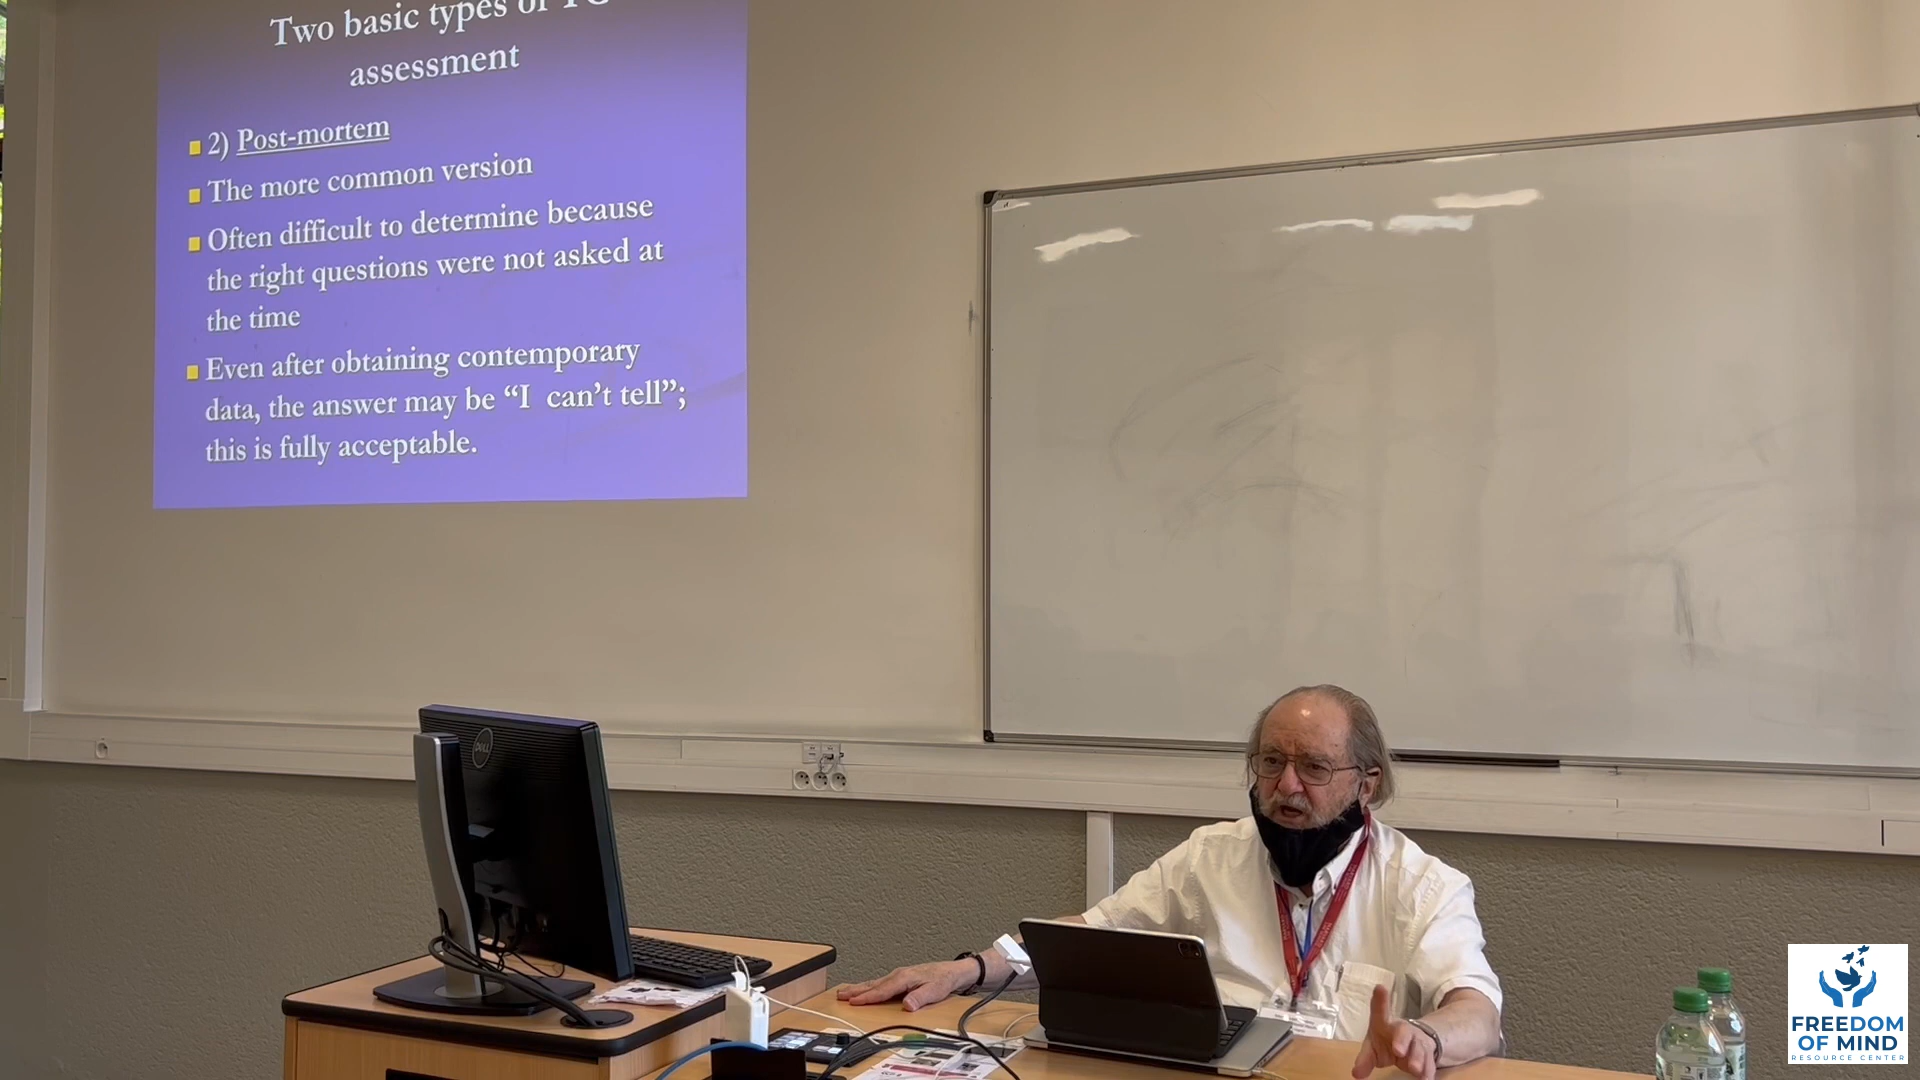 Two basic types of TC
assessment
2) Post-mortem
The more common version
Often difficult to determine because
the right questions were not asked at
the time
Even after obtaining contemporary
data, the answer may be “I can’t tell”;
this is fully acceptable.
DELL
FREEDOM
OF MIND
RESOURCE CENTER